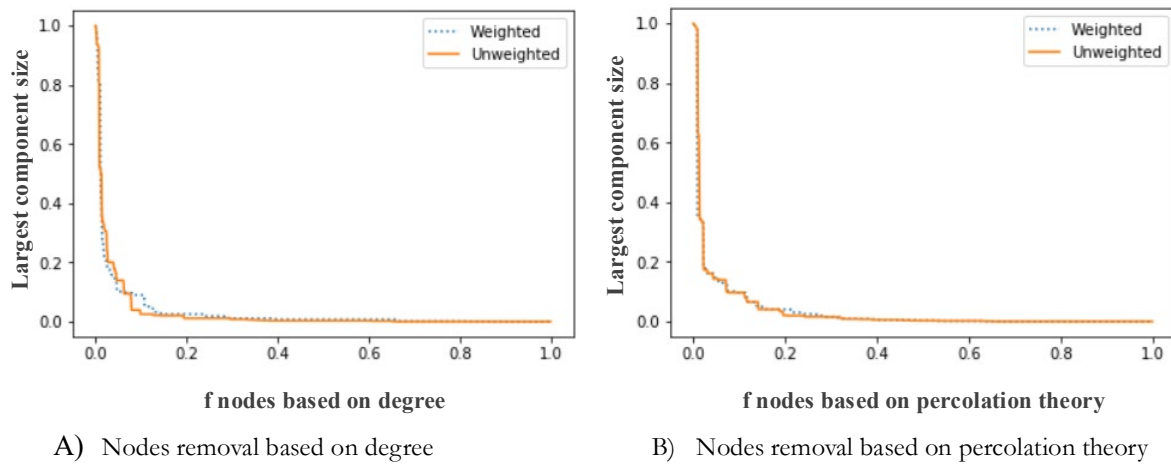 Largest component size
1.0
0.8
0.6
0.4
0.2
0.0
Weighted
Unweighted
0.0 0.2 0.4 0.6 0.8 1.0
f nodes based on degree
A) Nodes removal based on degree
Largest component size
1.0
0.8
0.6
0.4
0.2
0.0
Weighted
Unweighted
0.0 0.2 0.4 0.6 0.8 1.0
f nodes based on percolation theory
B) Nodes removal based on percolation theory